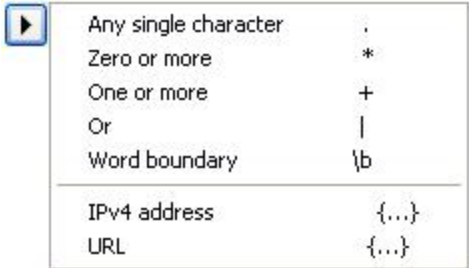 Any single character .
Zero or more *
One or more +
Or |
Word boundary \b
IPv4 address {...}
URL {...}